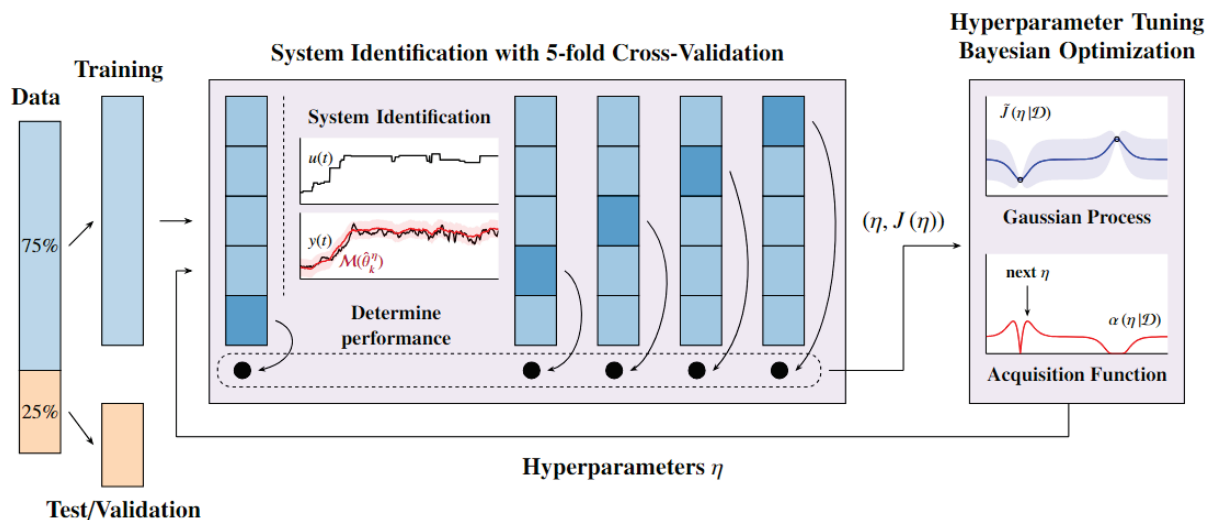 Hyperparameter Tuning
Bayesian Optimization
System Identification with 5-fold Cross-Validation
Training
Data
75%
25%
Test/Validation
System Identification
u(t)
y(t)
M(θ̂ₖ^η)
Determine
performance
(η, J(η))
J̃(η|𝒟)
Gaussian Process
next η
α(η|𝒟)
Acquisition Function
Hyperparameters η